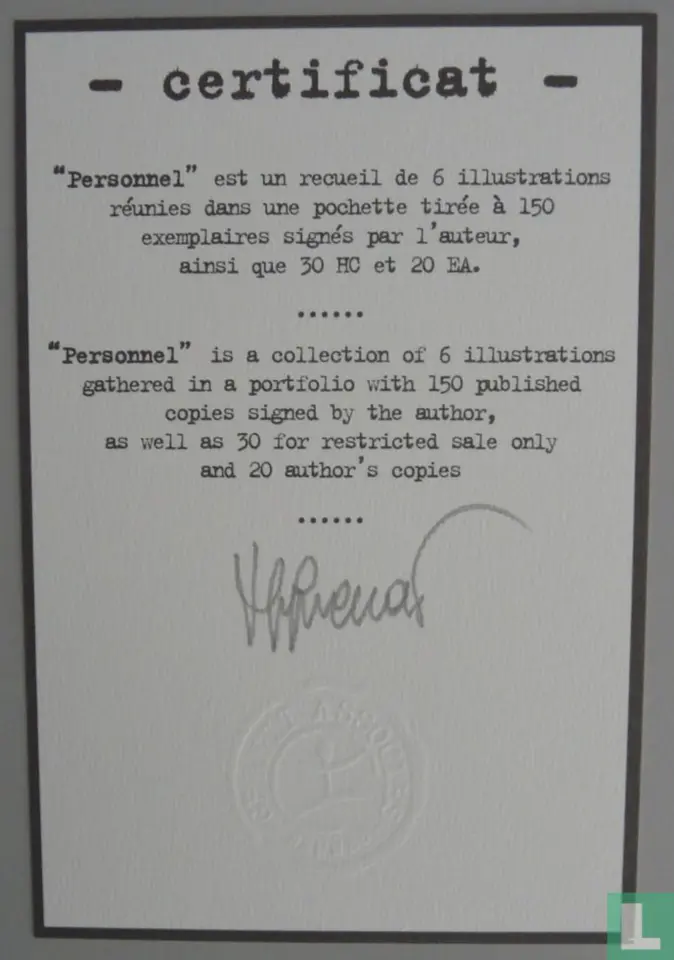 - certificat -
“Personnel” est un recueil de 6 illustrations
réunies dans une pochette tirée à 150
exemplaires signés par l'auteur,
ainsi que 30 HC et 20 EA.
......
“Personnel” is a collection of 6 illustrations
gathered in a portfolio with 150 published
copies signed by the author,
as well as 30 for restricted sale only
and 20 author's copies
......
ASSOCIES
L